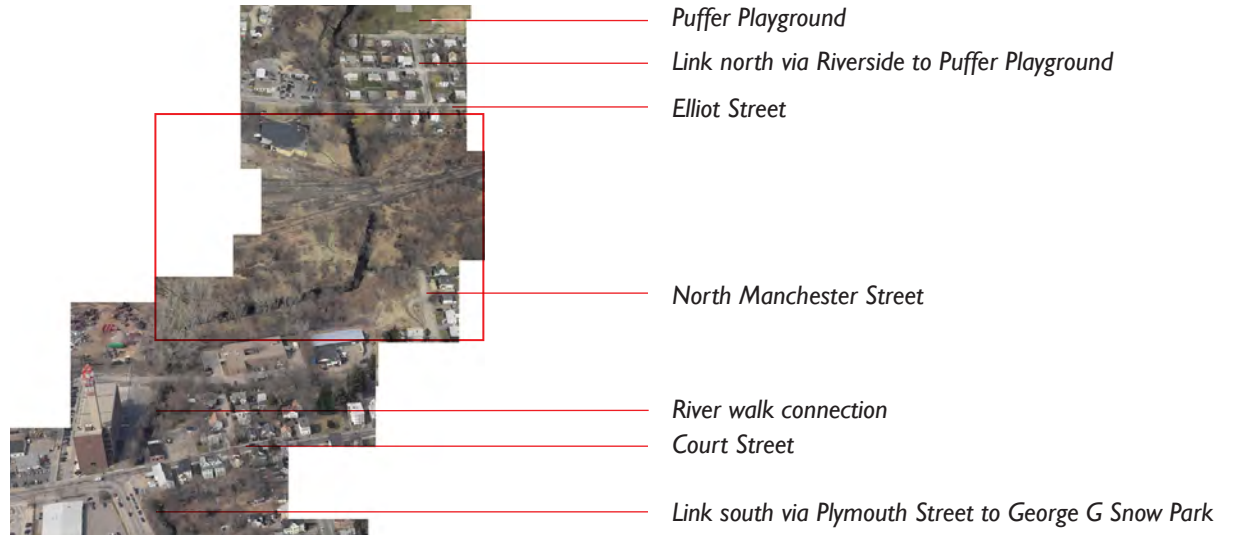 Puffer Playground
Link north via Riverside to Puffer Playground
Elliot Street
North Manchester Street
River walk connection
Court Street
Link south via Plymouth Street to George G Snow Park